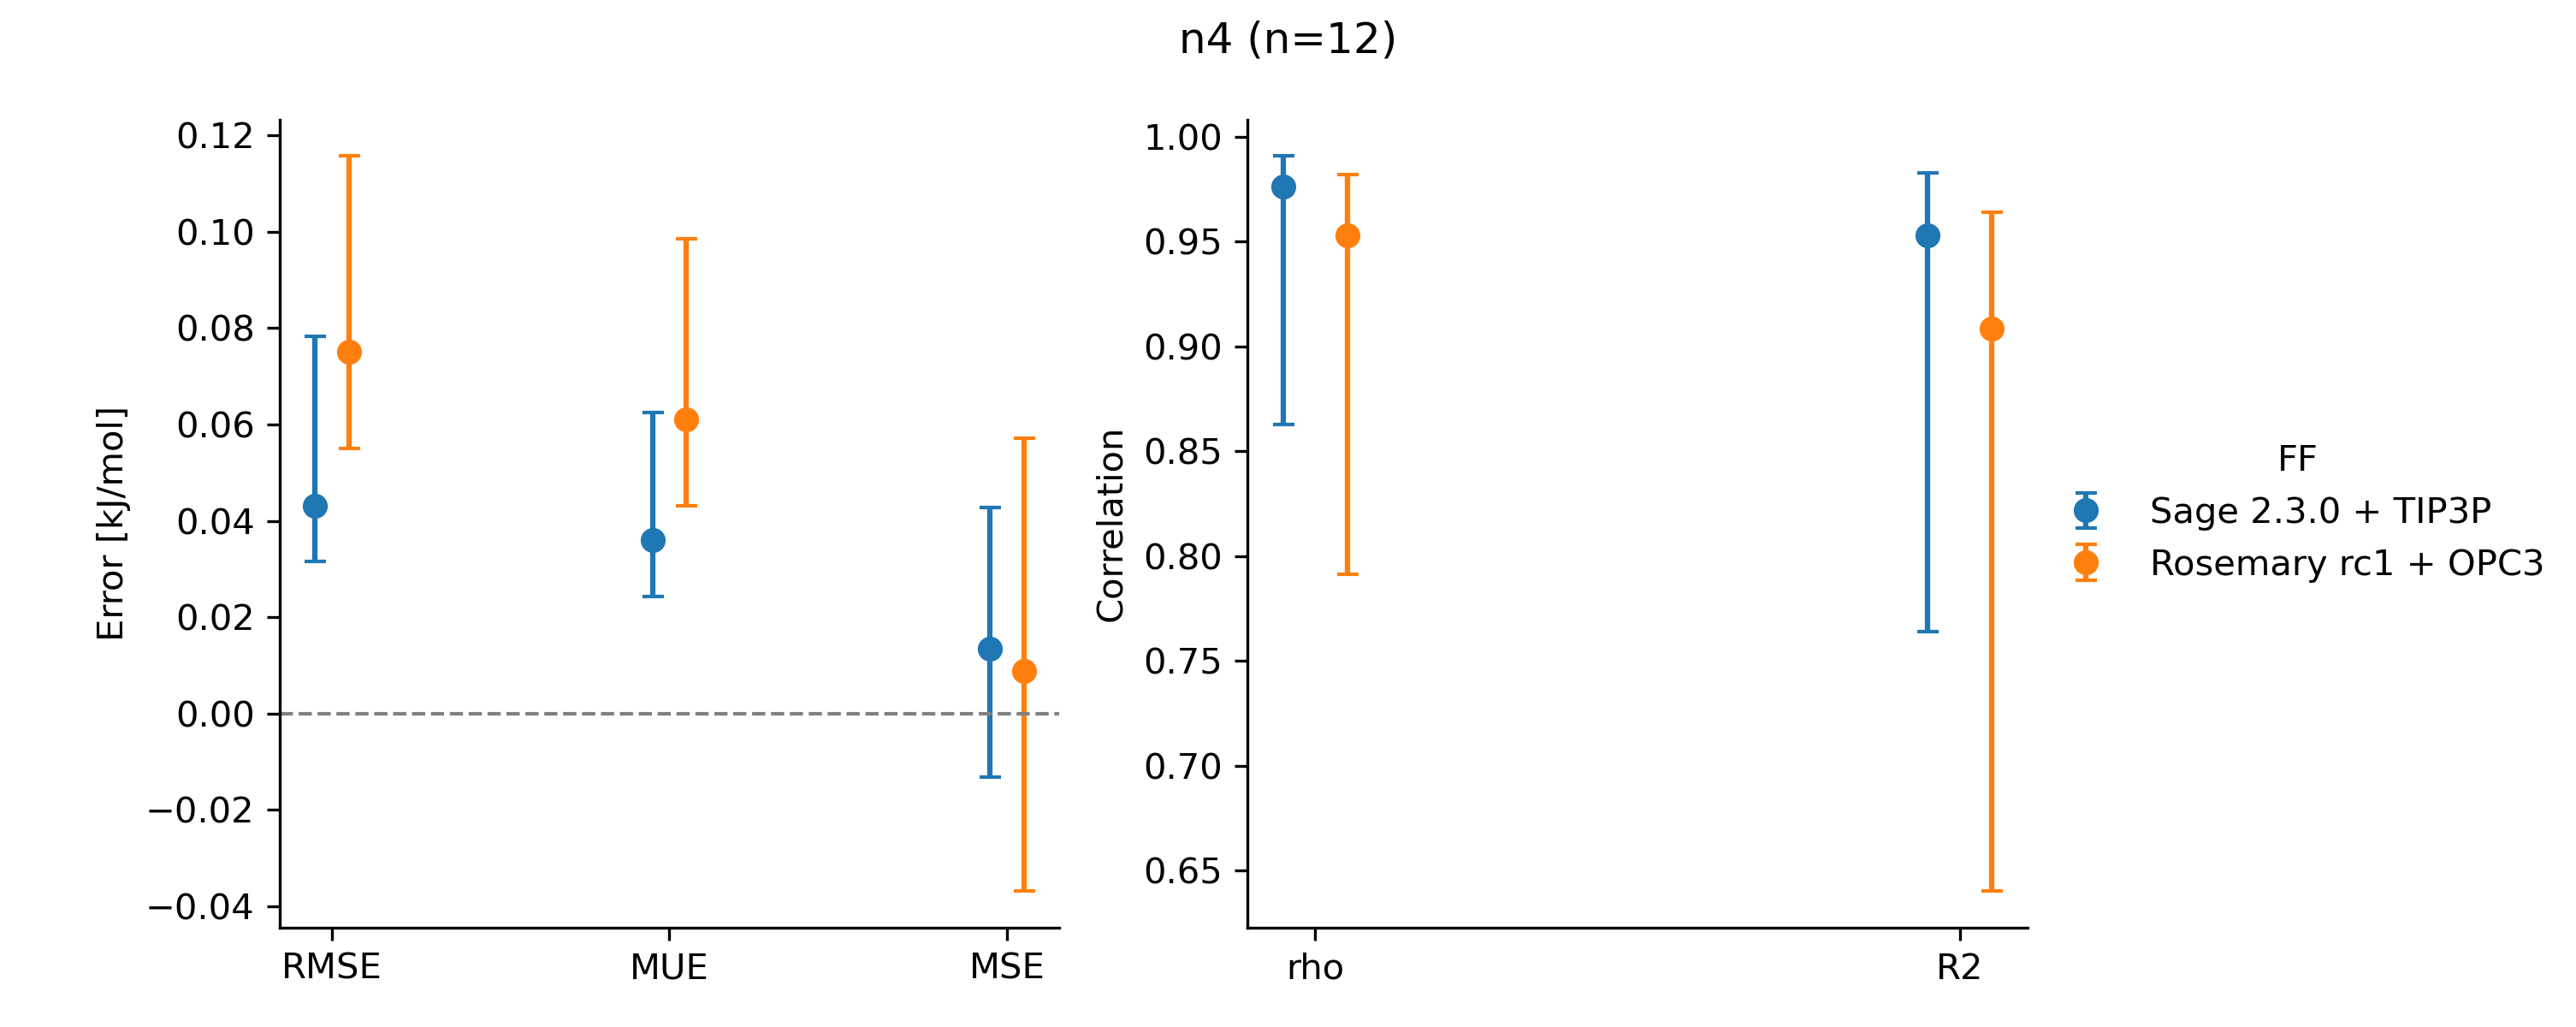 n4 (n=12)
Error [kJ/mol]
0.12
0.10
0.08
0.06
0.04
0.02
0.00
−0.02
−0.04
RMSE
MUE
MSE
Correlation
1.00
0.95
0.90
0.85
0.80
0.75
0.70
0.65
rho
R2
FF
Sage 2.3.0 + TIP3P
Rosemary rc1 + OPC3